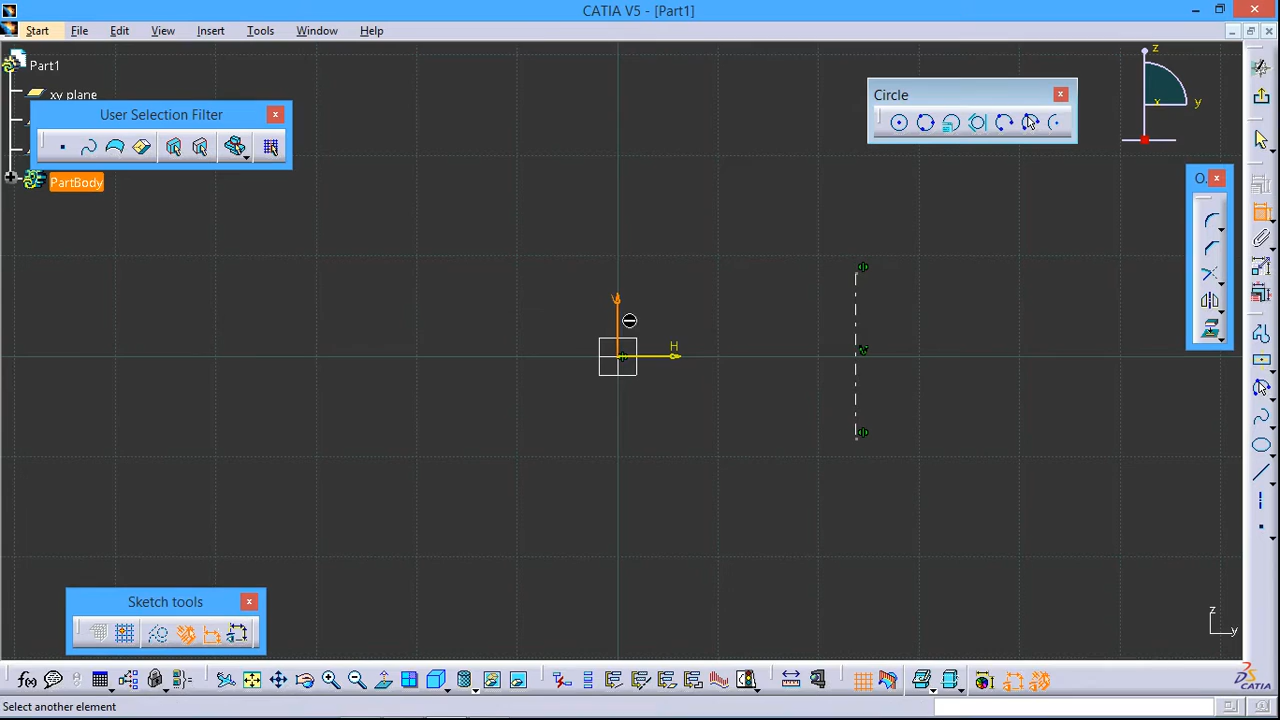 CATIA V5 - [Part1]
Start File Edit View Insert Tools Window Help
Part1
xy plane
User Selection Filter
PartBody
Circle
z
x
y
O.
V
H
Sketch tools
z
y
f(x)
Select another element